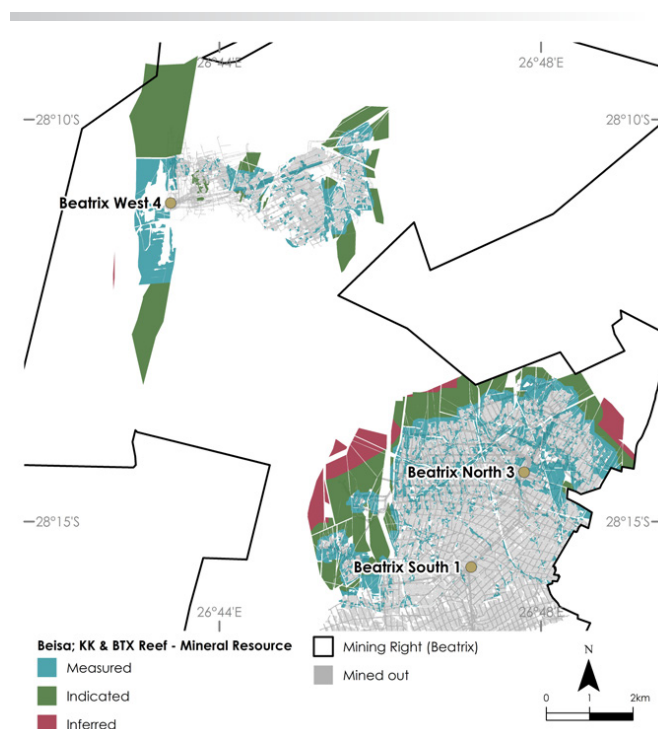 26°44'E
26°48'E
28°10'S
28°10'S
Beatrix West 4
Beatrix North 3
28°15'S
28°15'S
Beatrix South 1
26°44'E
26°48'E
Beisa; KK & BTX Reef - Mineral Resource
Measured
Indicated
Inferred
Mining Right (Beatrix)
Mined out
N
0 1 2km